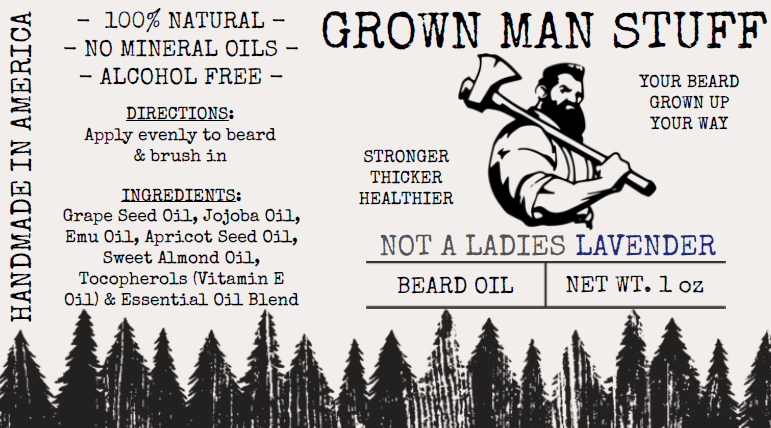 HANDMADE IN AMERICA
– 100% NATURAL –
– NO MINERAL OILS –
– ALCOHOL FREE –
DIRECTIONS:
Apply evenly to beard
& brush in
INGREDIENTS:
Grape Seed Oil, Jojoba Oil,
Emu Oil, Apricot Seed Oil,
Sweet Almond Oil,
Tocopherols (Vitamin E
Oil) & Essential Oil Blend
GROWN MAN STUFF
YOUR BEARD
GROWN UP
YOUR WAY
STRONGER
THICKER
HEALTHIER
NOT A LADIES LAVENDER
BEARD OIL
NET WT. 1 oz